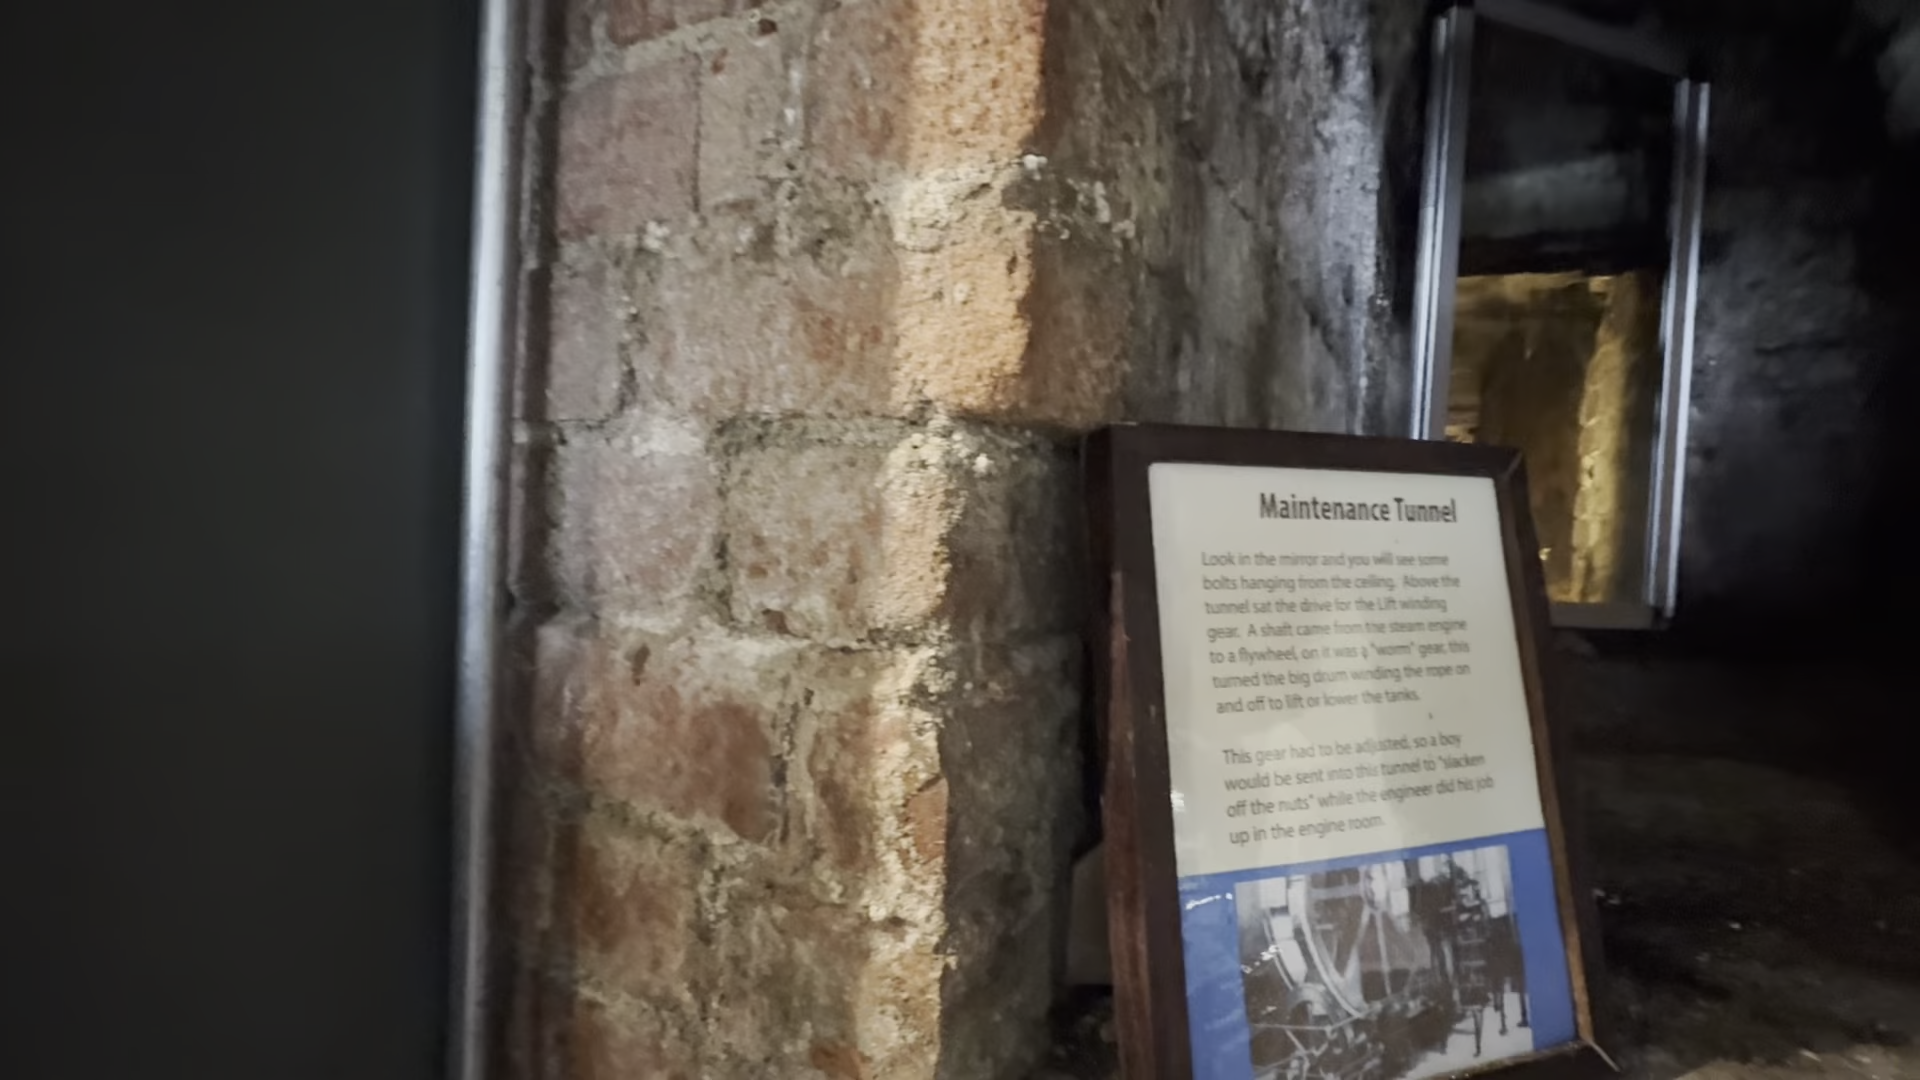 Maintenance Tunnel
Look in the mirror and you will see some
bolts hanging from the ceiling. Above the
tunnel sat the drive for the Lift winding
gear. A shaft came from the steam engine
to a flywheel, on it was a "worm" gear, this
turned the big drum winding the rope on
and off to lift or lower the tanks.
This gear had to be adjusted, so a boy
would be sent into this tunnel to "slacken
off the nuts" while the engineer did his job
up in the engine room.